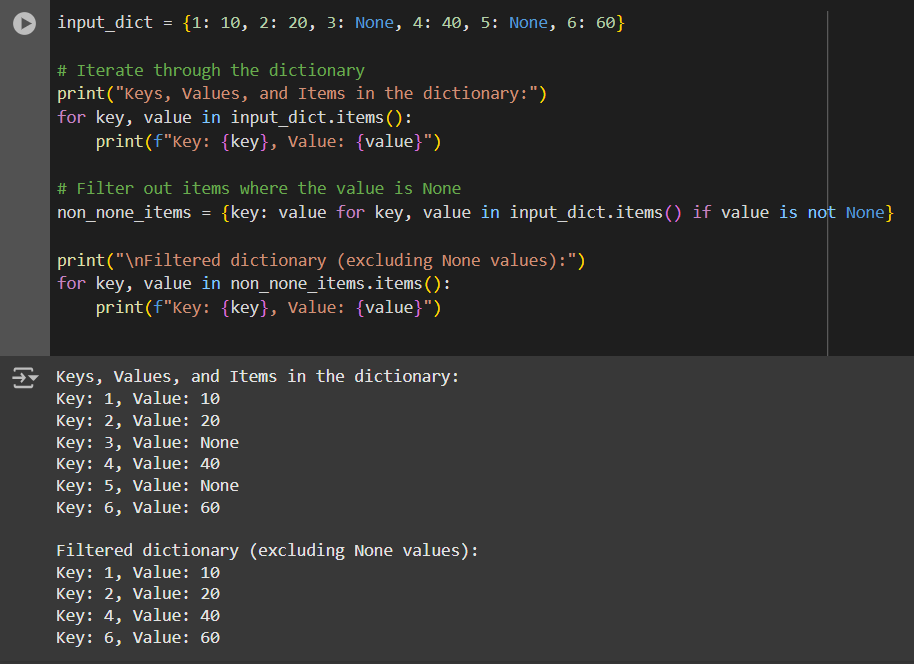 input_dict = {1: 10, 2: 20, 3: None, 4: 40, 5: None, 6: 60}
# Iterate through the dictionary
print("Keys, Values, and Items in the dictionary:")
for key, value in input_dict.items():
    print(f"Key: {key}, Value: {value}")
# Filter out items where the value is None
non_none_items = {key: value for key, value in input_dict.items() if value is not None}
print("\nFiltered dictionary (excluding None values):")
for key, value in non_none_items.items():
    print(f"Key: {key}, Value: {value}")
Keys, Values, and Items in the dictionary:
Key: 1, Value: 10
Key: 2, Value: 20
Key: 3, Value: None
Key: 4, Value: 40
Key: 5, Value: None
Key: 6, Value: 60
Filtered dictionary (excluding None values):
Key: 1, Value: 10
Key: 2, Value: 20
Key: 4, Value: 40
Key: 6, Value: 60